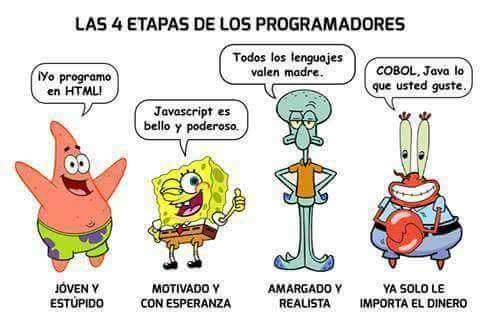 LAS 4 ETAPAS DE LOS PROGRAMADORES
¡Yo programo
en HTML!
Javascript es
bello y poderoso.
Todos los lenguajes
valen madre.
COBOL, Java lo
que usted guste.
JÓVEN Y
ESTÚPIDO
MOTIVADO Y
CON ESPERANZA
AMARGADO Y
REALISTA
YA SOLO LE
IMPORTA EL DINERO